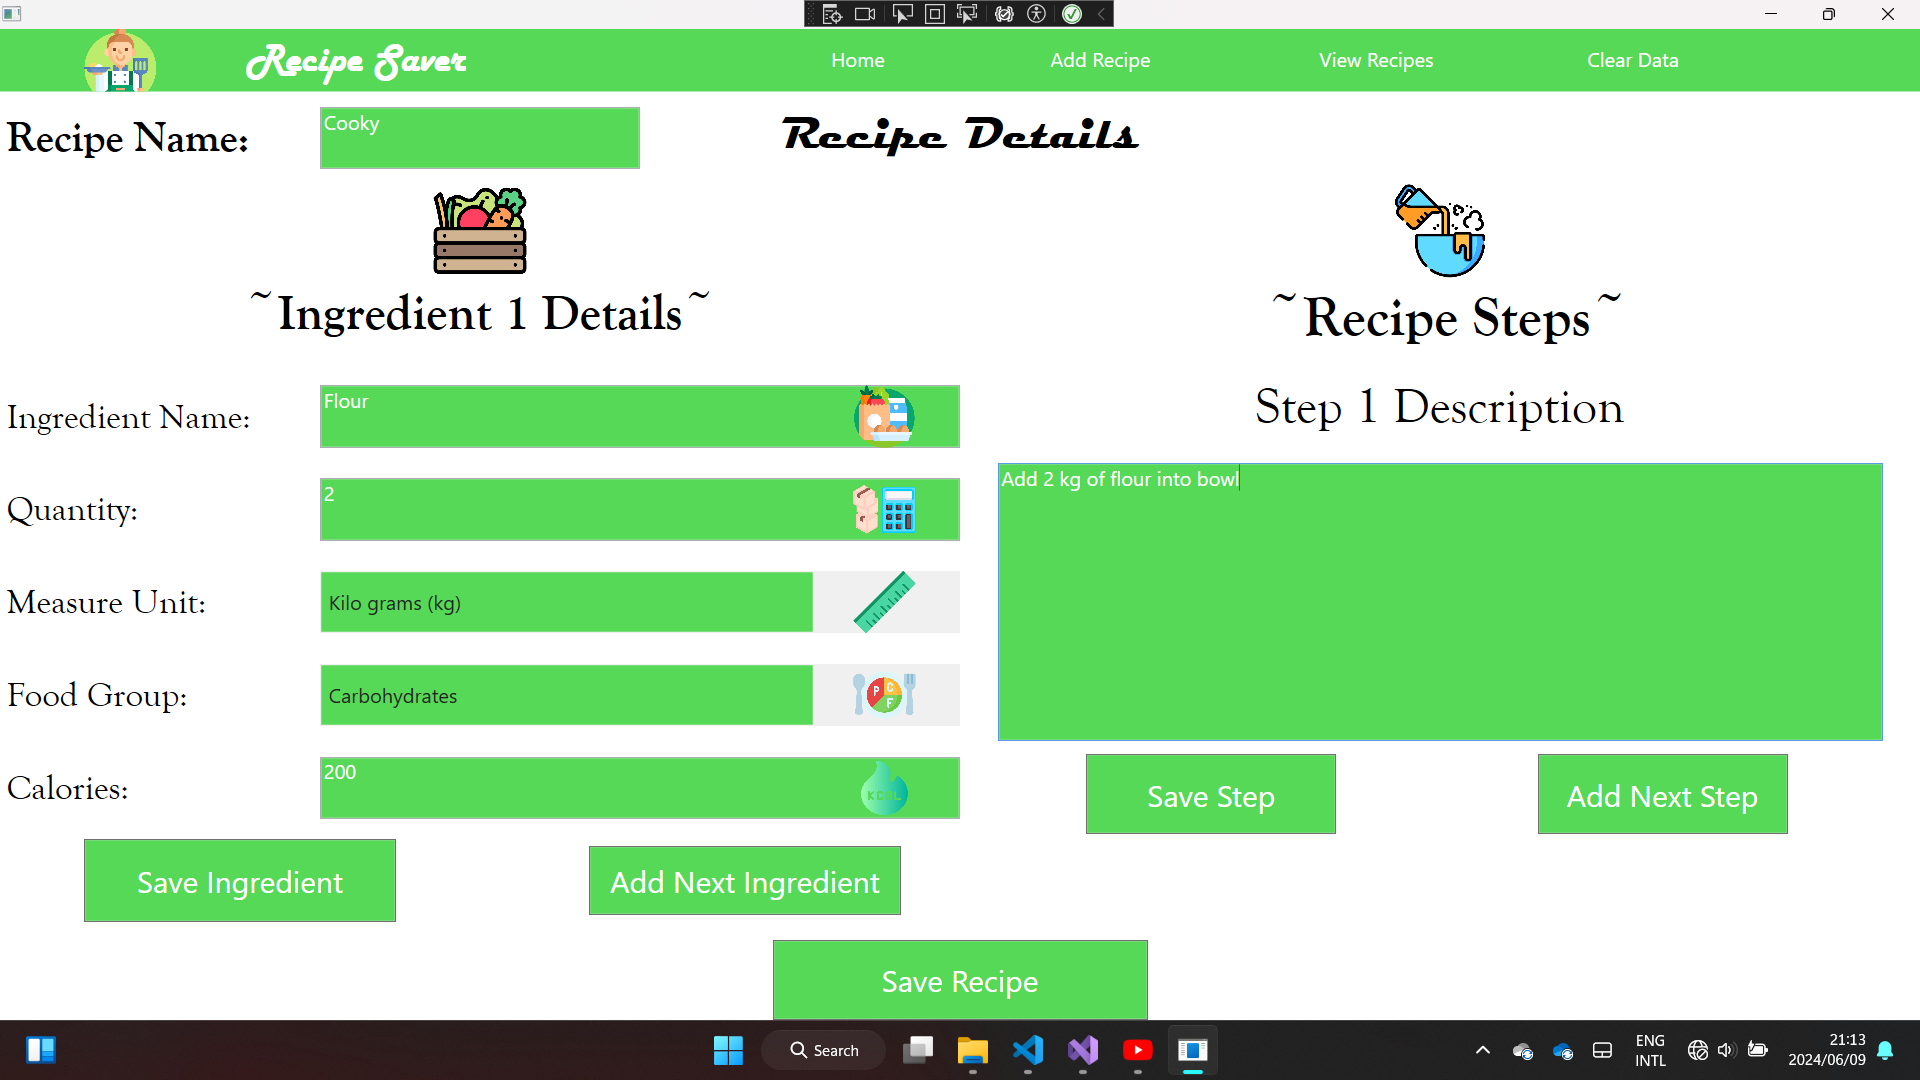 Recipe Saver
Home
Add Recipe
View Recipes
Clear Data
Recipe Name:
Cooky
Recipe Details
~Ingredient 1 Details~
~Recipe Steps~
Ingredient Name:
Flour
Step 1 Description
Quantity:
2
Add 2 kg of flour into bowl
Measure Unit:
Kilo grams (kg)
Food Group:
Carbohydrates
P C F
Calories:
200
KCAL
Save Step
Add Next Step
Save Ingredient
Add Next Ingredient
Save Recipe
Search
ENG
INTL
21:13
2024/06/09